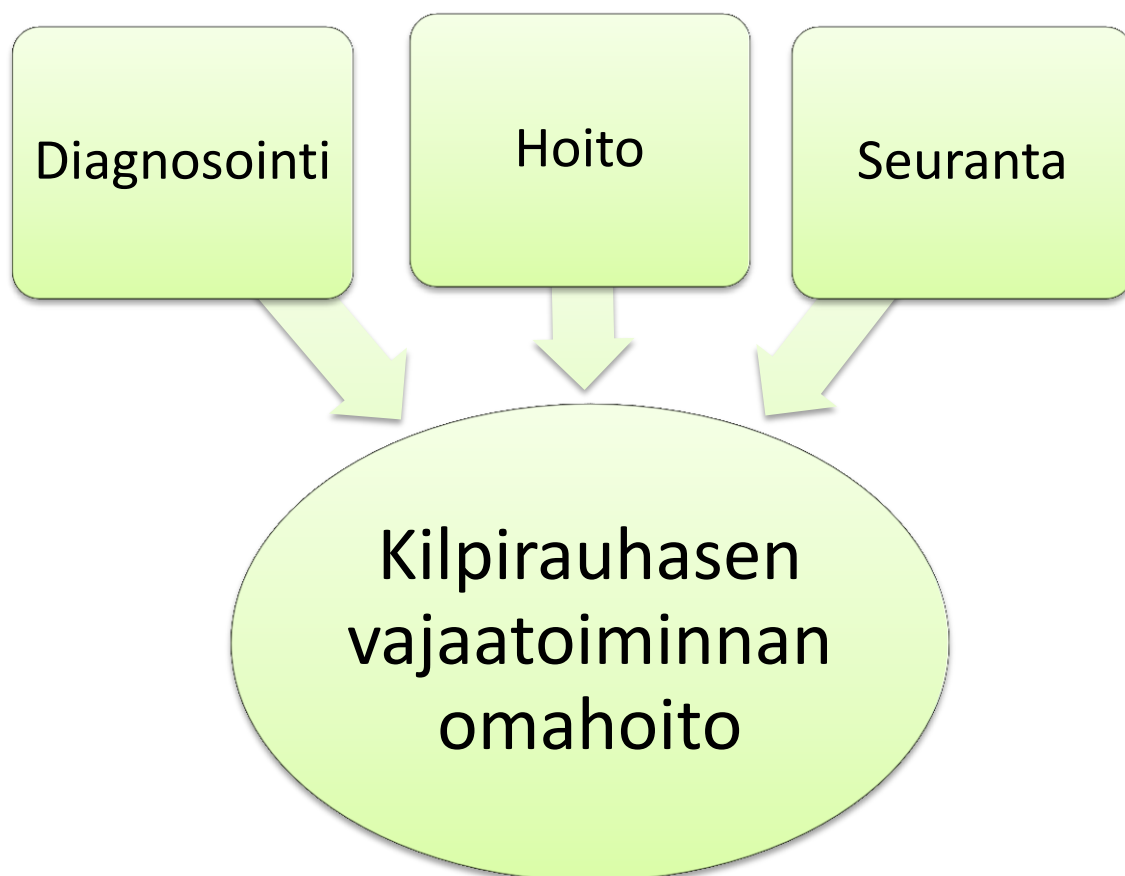 Diagnosointi
Hoito
Seuranta
Kilpirauhasen
vajaatoiminnan
omahoito